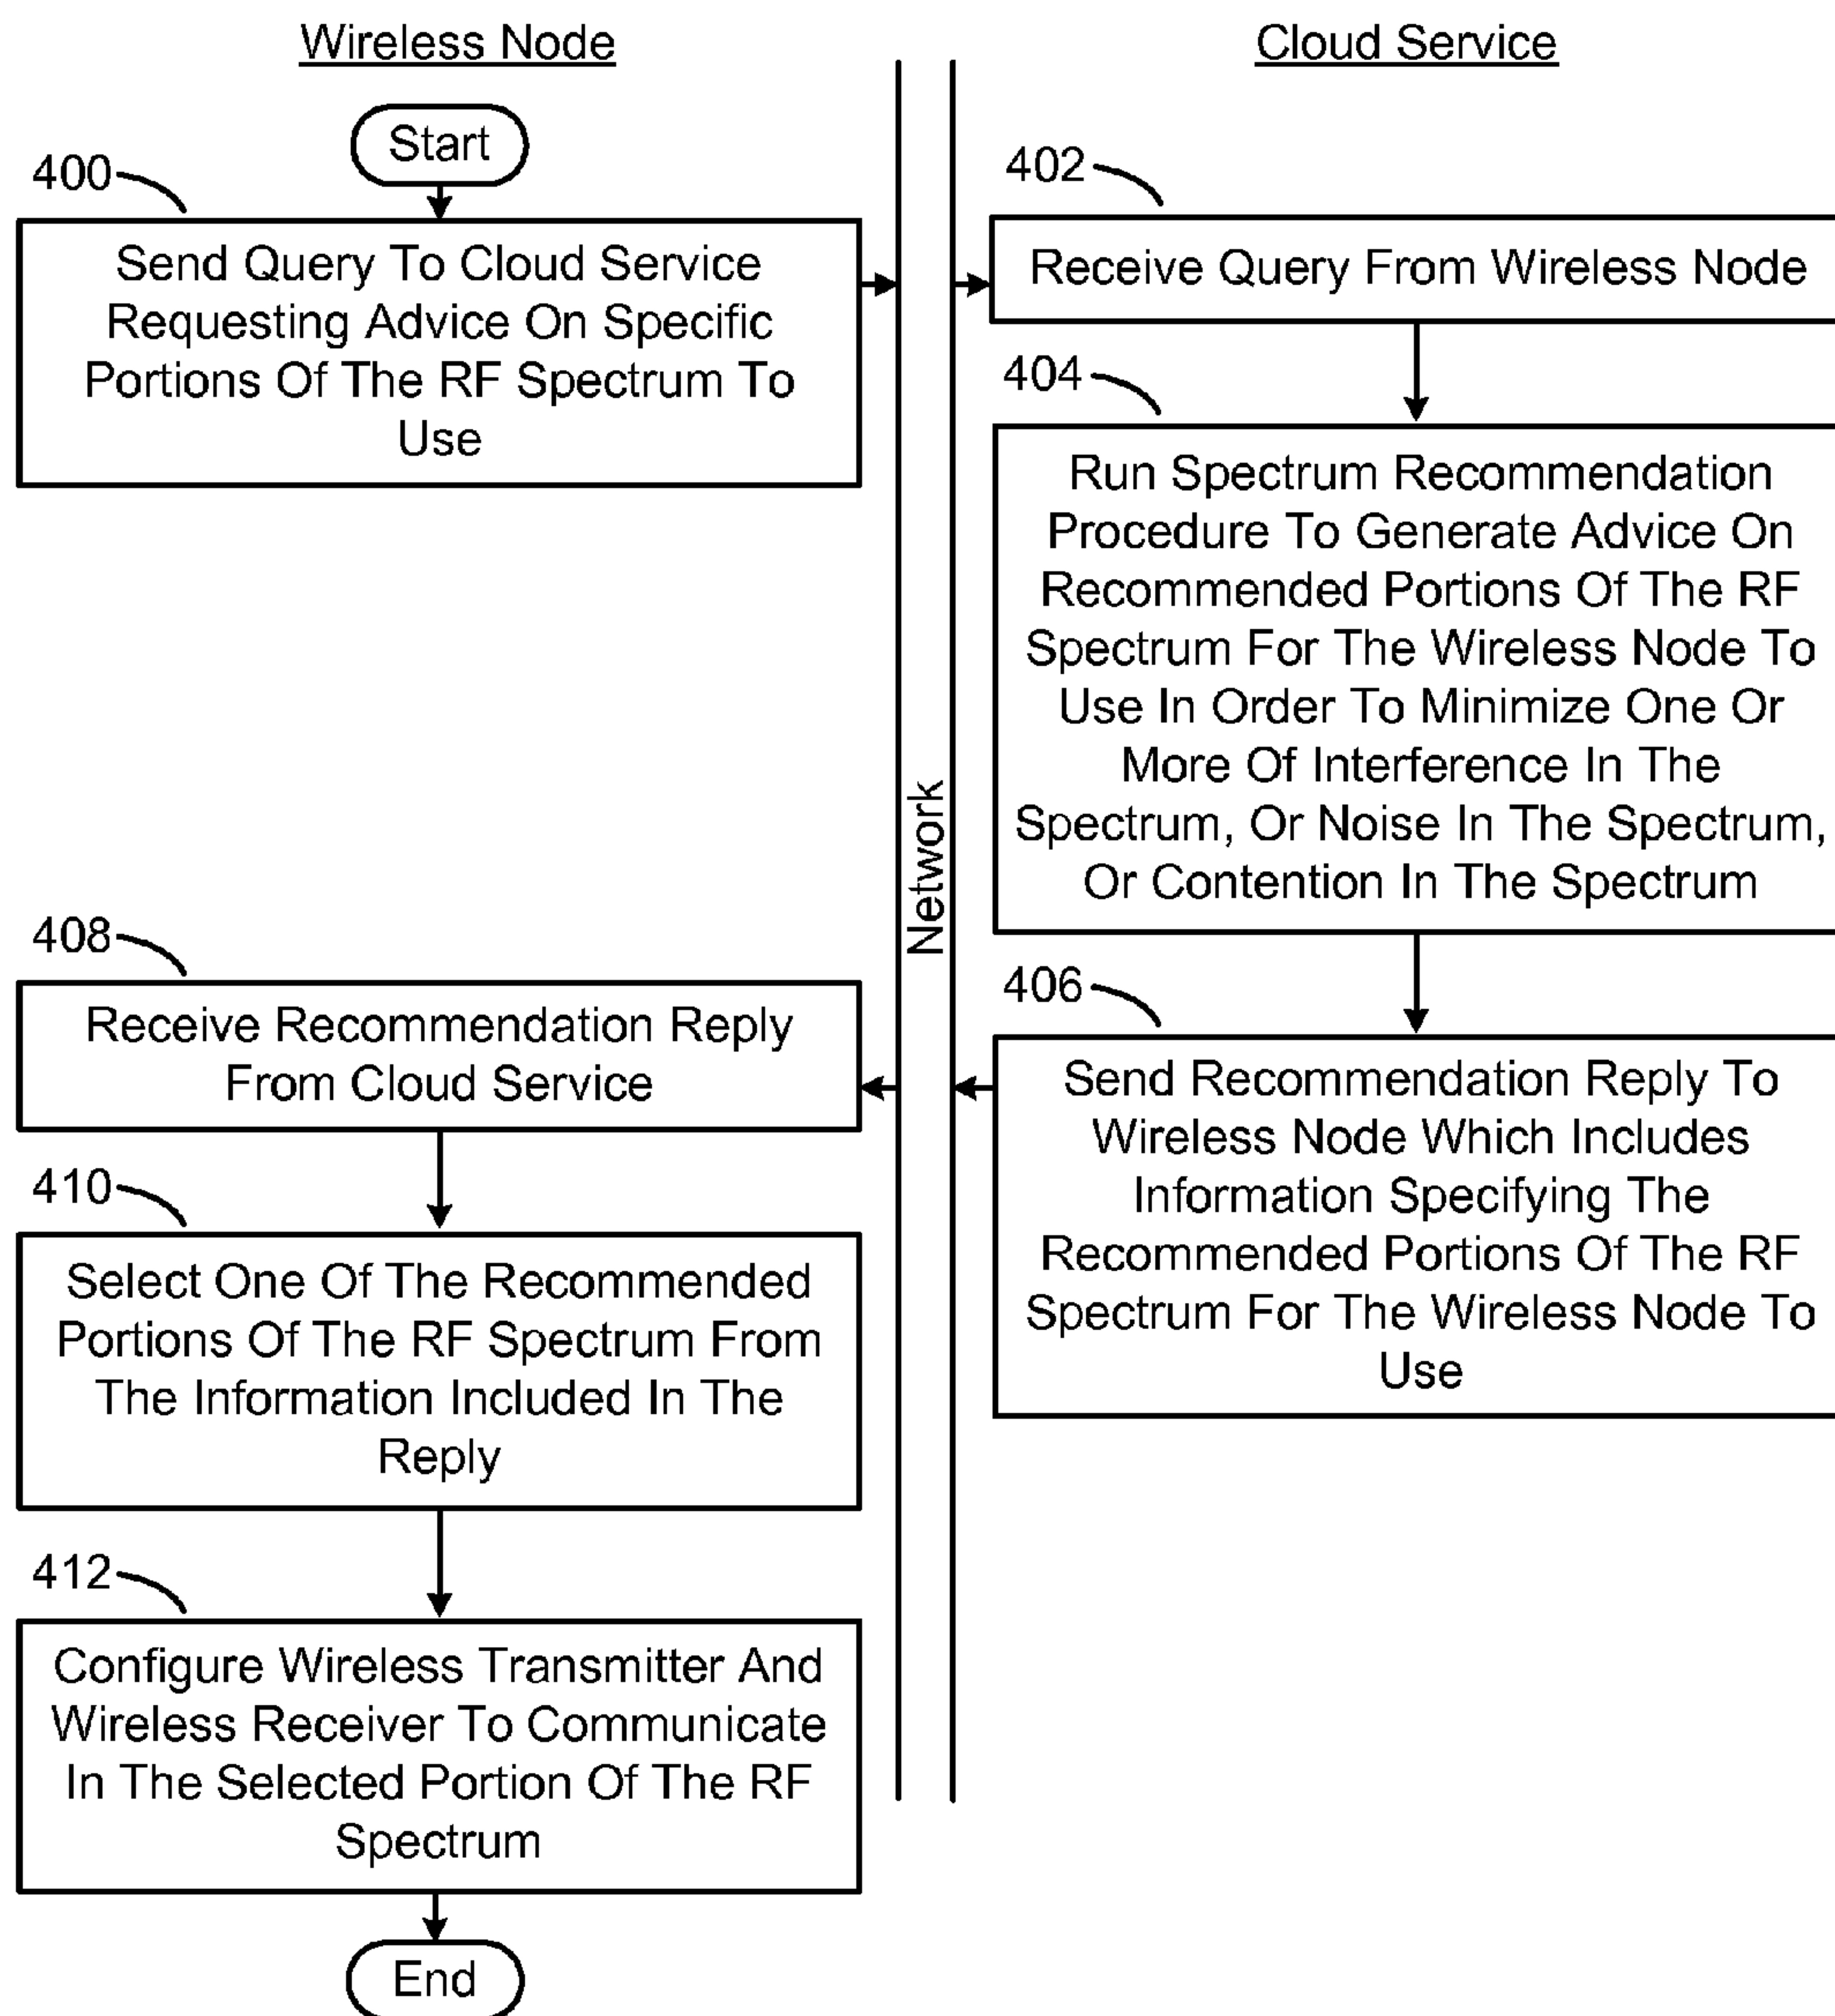 Wireless Node
Start
400
Send Query To Cloud Service
Requesting Advice On Specific
Portions Of The RF Spectrum To
Use
Cloud Service
402
Receive Query From Wireless Node
404
Run Spectrum Recommendation
Procedure To Generate Advice On
Recommended Portions Of The RF
Spectrum For The Wireless Node To
Use In Order To Minimize One Or
More Of Interference In The
Spectrum, Or Noise In The Spectrum,
Or Contention In The Spectrum
Network
406
Send Recommendation Reply To
Wireless Node Which Includes
Information Specifying The
Recommended Portions Of The RF
Spectrum For The Wireless Node To
Use
408
Receive Recommendation Reply
From Cloud Service
410
Select One Of The Recommended
Portions Of The RF Spectrum From
The Information Included In The
Reply
412
Configure Wireless Transmitter And
Wireless Receiver To Communicate
In The Selected Portion Of The RF
Spectrum
End